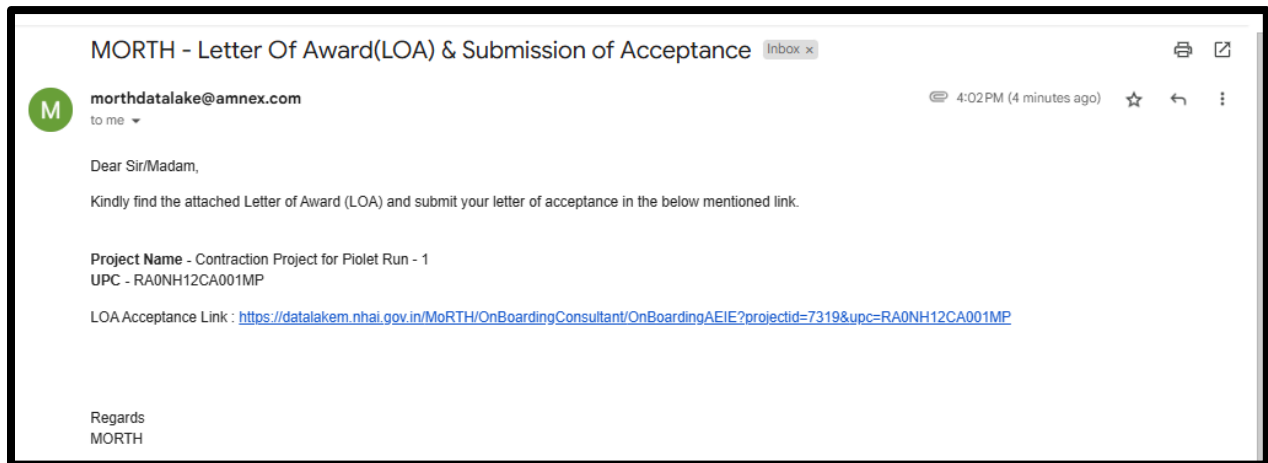 MORTH - Letter Of Award(LOA) & Submission of Acceptance Inbox ×
M
morthdatalake@amnex.com 4:02 PM (4 minutes ago)
to me
Dear Sir/Madam,
Kindly find the attached Letter of Award (LOA) and submit your letter of acceptance in the below mentioned link.
Project Name - Contraction Project for Piolet Run - 1
UPC - RA0NH12CA001MP
LOA Acceptance Link : https://datalakem.nhai.gov.in/MoRTH/OnBoardingConsultant/OnBoardingAEIE?projectid=7319&upc=RA0NH12CA001MP
Regards
MORTH